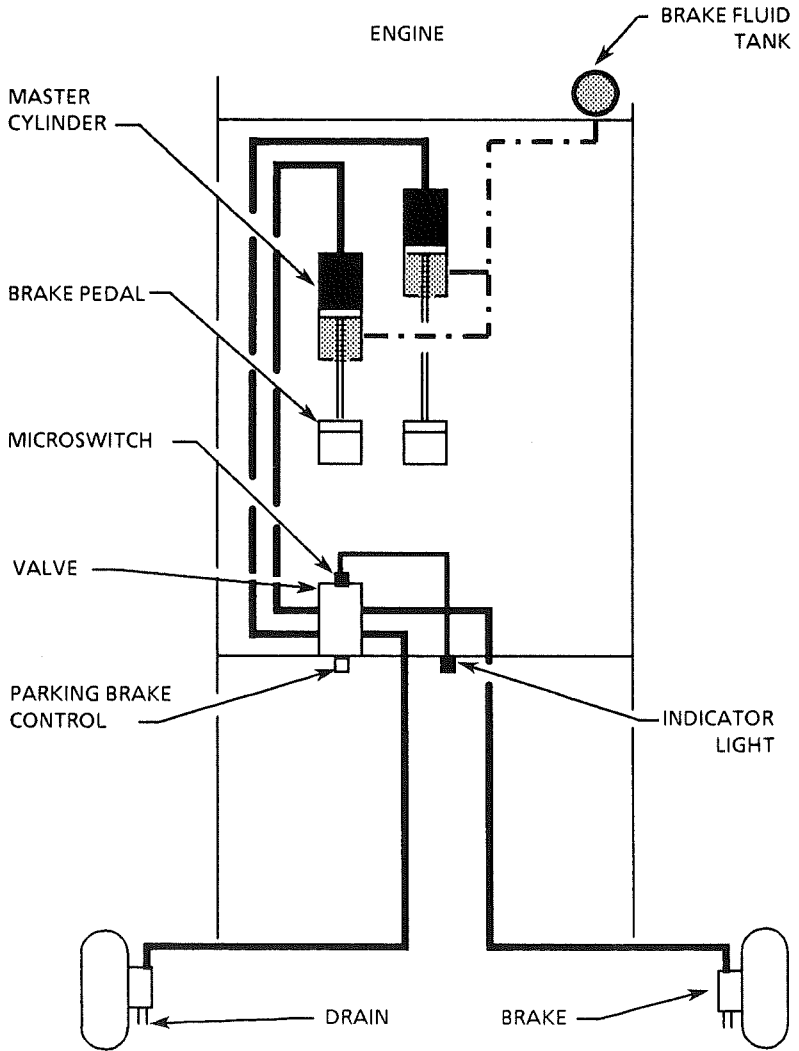 ENGINE
BRAKE FLUID
TANK
MASTER
CYLINDER
BRAKE PEDAL
MICROSWITCH
VALVE
PARKING BRAKE
CONTROL
INDICATOR
LIGHT
DRAIN
BRAKE